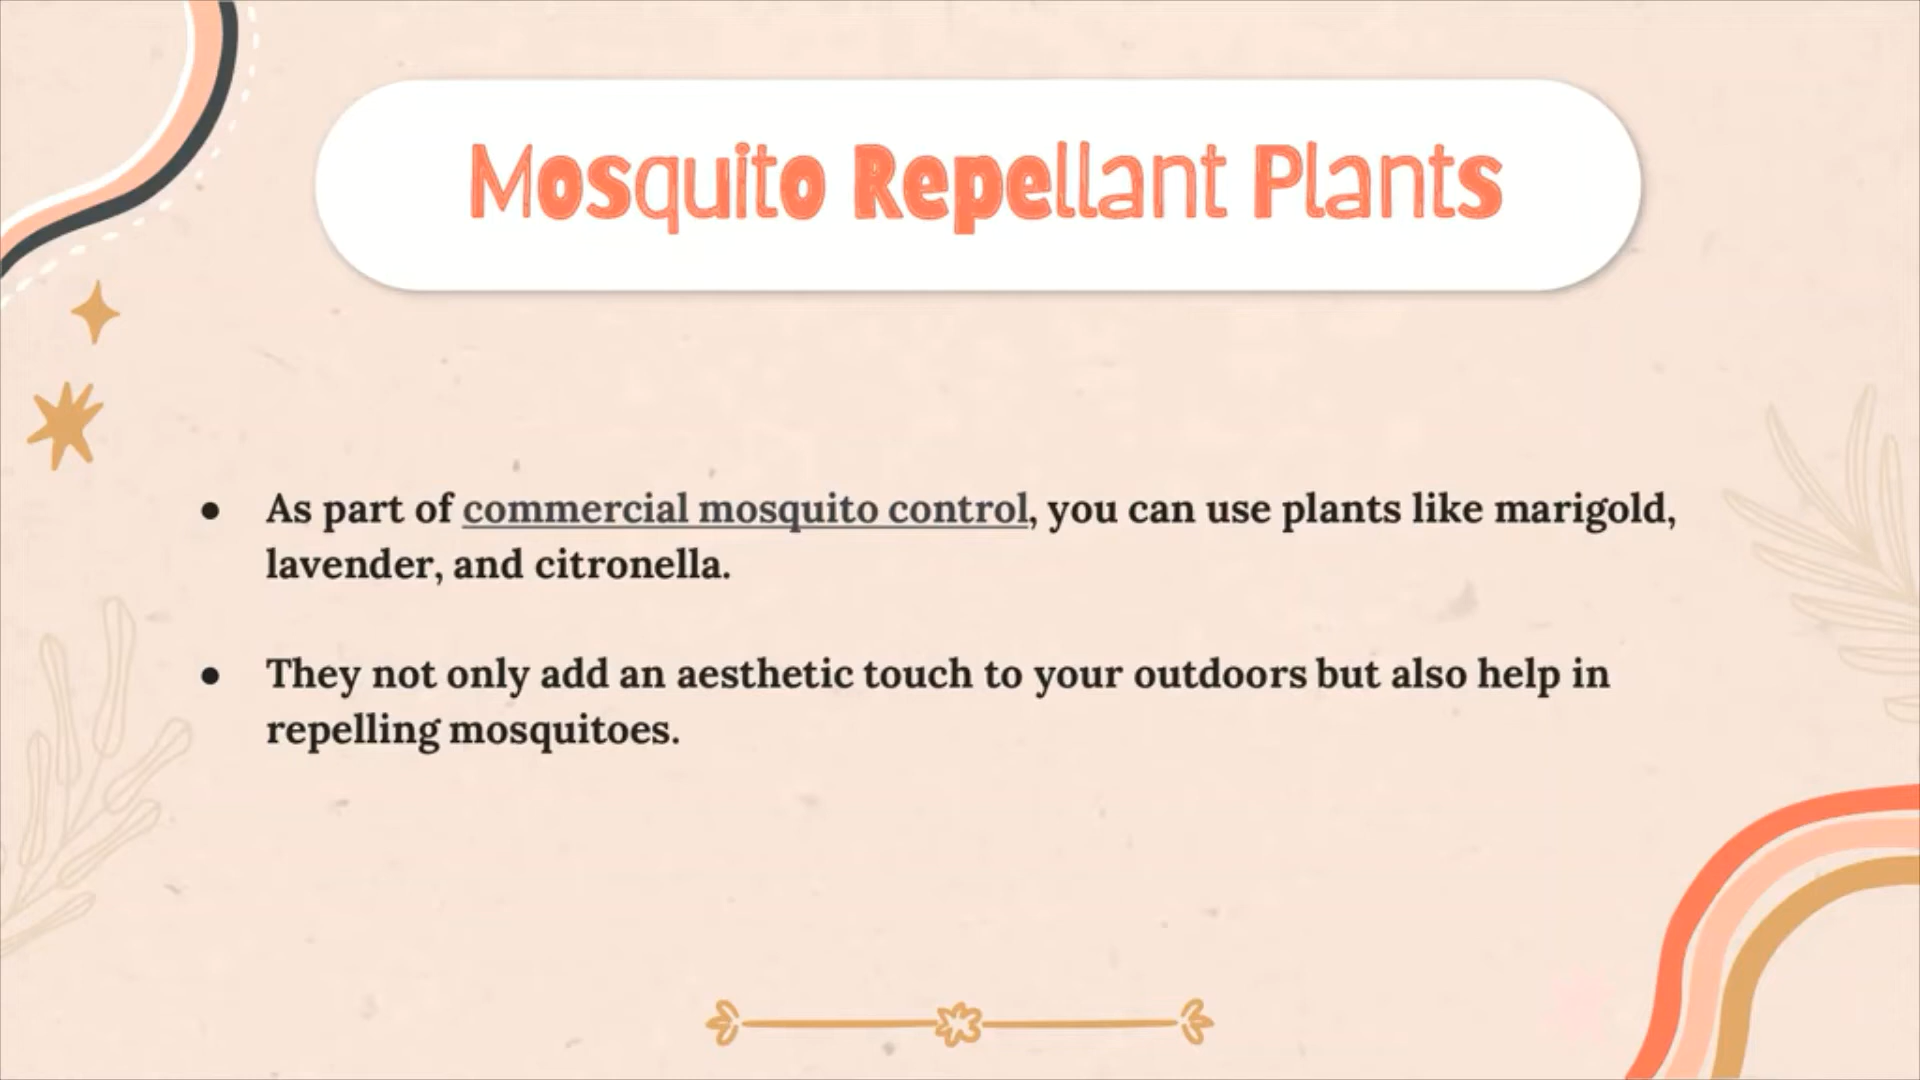 Mosquito Repellant Plants
● As part of commercial mosquito control, you can use plants like marigold,
lavender, and citronella.
● They not only add an aesthetic touch to your outdoors but also help in
repelling mosquitoes.